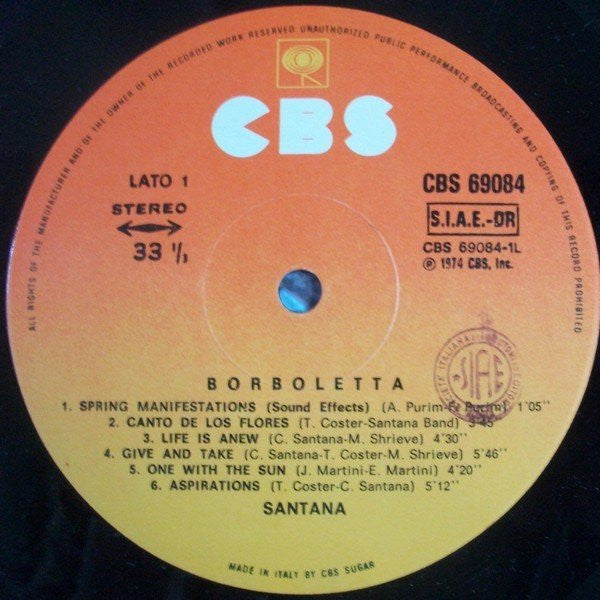 ALL RIGHTS OF THE MANUFACTURER AND OF THE OWNER OF THE RECORDED WORK RESERVED UNAUTHORIZED PUBLIC PERFORMANCE BROADCASTING AND COPYING OF THIS RECORD PROHIBITED
CBS
LATO 1
STEREO
33 ⅓
CBS 69084
S.I.A.E.-DR
CBS 69084-1L
℗ 1974 CBS, Inc.
BORBOLETTA
1. SPRING MANIFESTATIONS (Sound Effects) (A. Purim-F. Purim) 1'05''
2. CANTO DE LOS FLORES (T. Coster-Santana Band) 3'45''
3. LIFE IS ANEW (C. Santana-M. Shrieve) 4'30''
4. GIVE AND TAKE (C. Santana-T. Coster-M. Shrieve) 5'46''
5. ONE WITH THE SUN (J. Martini-E. Martini) 4'20''
6. ASPIRATIONS (T. Coster-C. Santana) 5'12''
SANTANA
SIAE
MADE IN ITALY BY CBS SUGAR